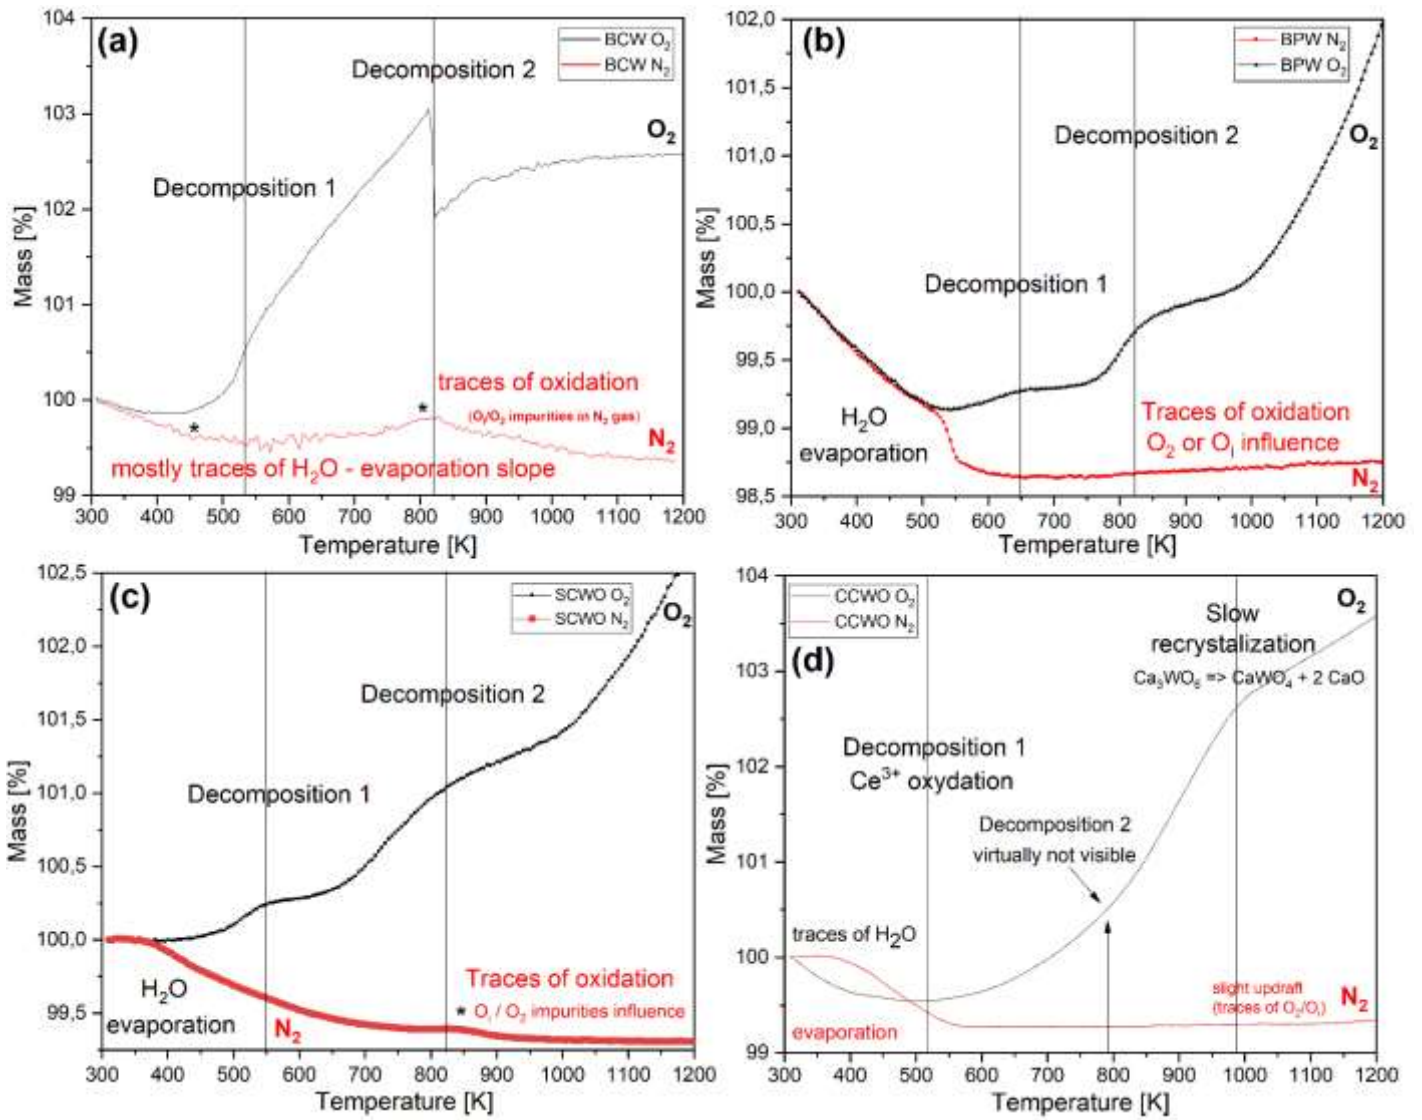 (a)
BCW O₂
BCW N₂
Decomposition 2
Decomposition 1
O₂
traces of oxidation
(Oᵢ/O₂ impurities in N₂ gas)
*
*
N₂
mostly traces of H₂O - evaporation slope
Mass [%]
104
103
102
101
100
99
300 400 500 600 700 800 900 1000 1100 1200
Temperature [K]
(b)
BPW N₂
BPW O₂
Decomposition 2
O₂
Decomposition 1
H₂O
evaporation
Traces of oxidation
O₂ or Oᵢ influence
N₂
Mass [%]
102,0
101,5
101,0
100,5
100,0
99,5
99,0
98,5
300 400 500 600 700 800 900 1000 1100 1200
Temperature [K]
(c)
SCWO O₂
SCWO N₂
O₂
Decomposition 2
Decomposition 1
H₂O
evaporation
N₂
Traces of oxidation
* Oᵢ / O₂ impurities influence
Mass [%]
102,5
102,0
101,5
101,0
100,5
100,0
99,5
300 400 500 600 700 800 900 1000 1100 1200
Temperature [K]
CCWO O₂
CCWO N₂
(d)
O₂
Slow
recrystalization
Ca₃WO₆ => CaWO₄ + 2 CaO
Decomposition 1
Ce³⁺ oxydation
Decomposition 2
virtually not visible
traces of H₂O
evaporation
slight updraft
(traces of O₂/Oᵢ)
N₂
Mass [%]
104
103
102
101
100
99
300 400 500 600 700 800 900 1000 1100 1200
Temperature [K]